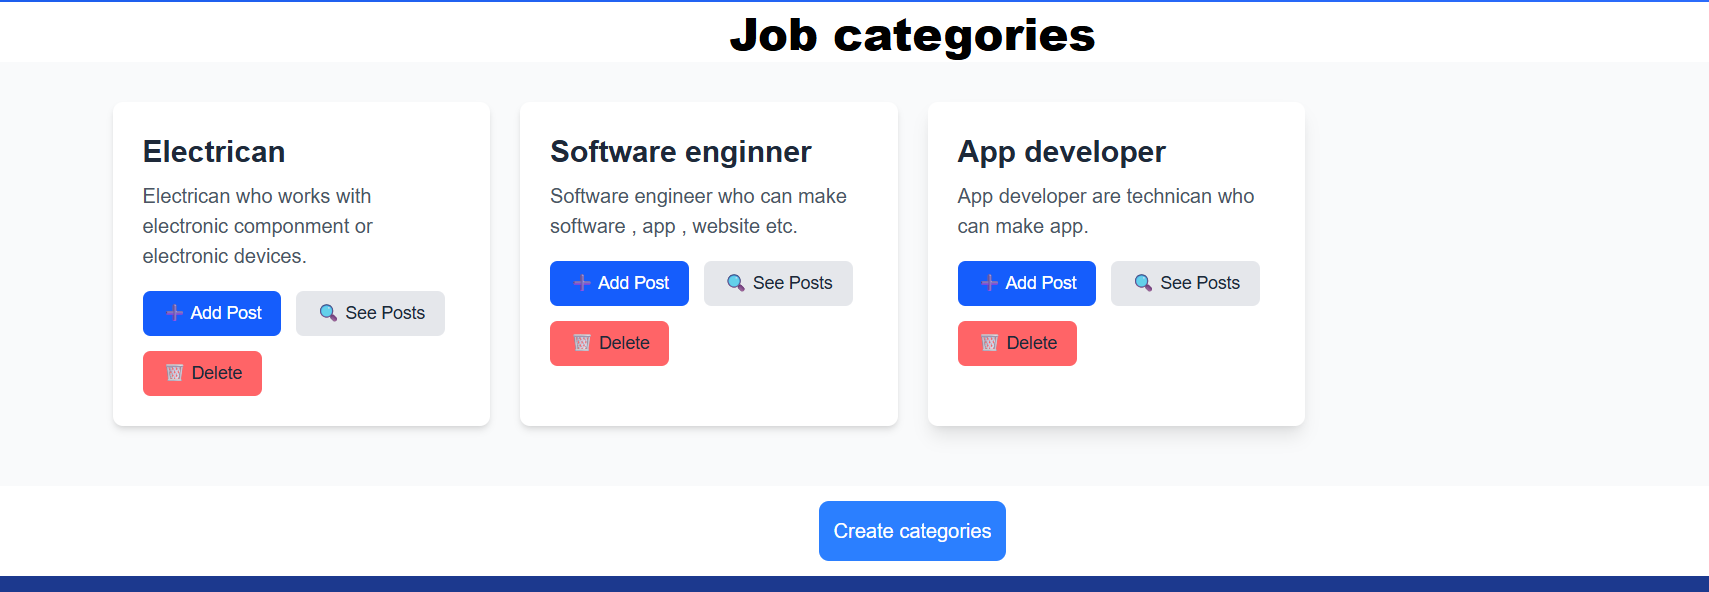 Job categories
Electrican
Electrican who works with
electronic componment or
electronic devices.
➕ Add Post
🔍 See Posts
🗑️ Delete
Software enginner
Software engineer who can make
software , app , website etc.
➕ Add Post
🔍 See Posts
🗑️ Delete
App developer
App developer are technican who
can make app.
➕ Add Post
🔍 See Posts
🗑️ Delete
Create categories